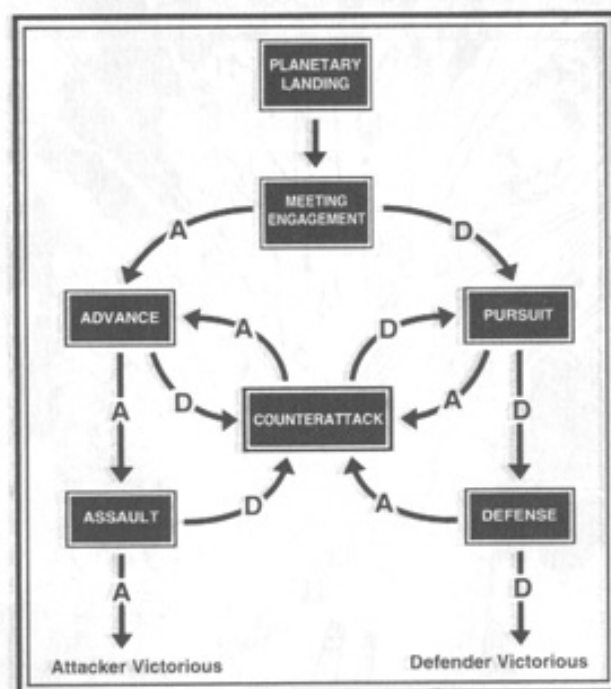 PLANETARY
LANDING
MEETING
ENGAGEMENT
A
D
ADVANCE
PURSUIT
A
D
COUNTERATTACK
A
D
D
A
ASSAULT
DEFENSE
D
A
A
D
Attacker Victorious
Defender Victorious